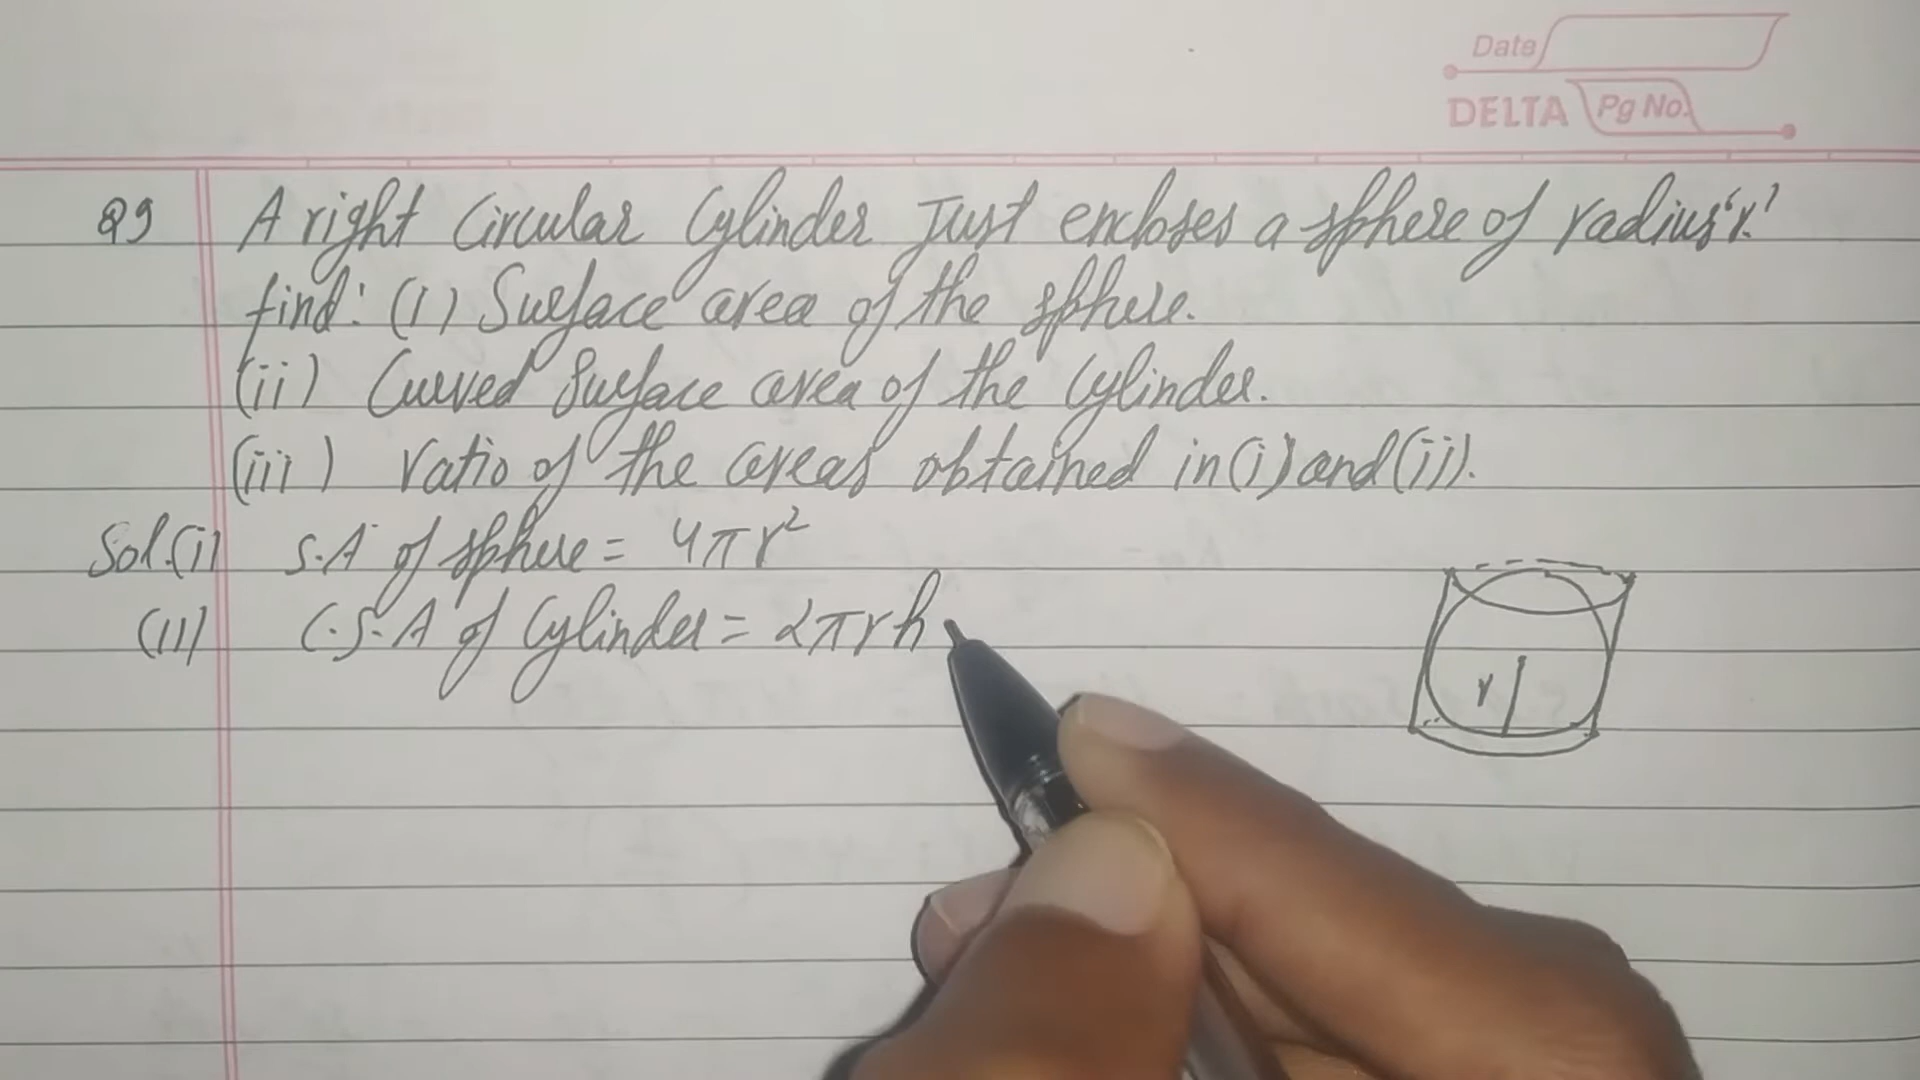 Date
DELTA Pg No.
Q9 A right Circular Cylinder Just encloses a sphere of radius 'r'.
find: (i) Surface area of the sphere.
(ii) Curved Surface area of the Cylinder.
(iii) ratio of the areas obtained in (i) and (ii).
Sol.(i) S.A of sphere = 4πr²
(II) C.S.A of Cylinder = 2πrh
r